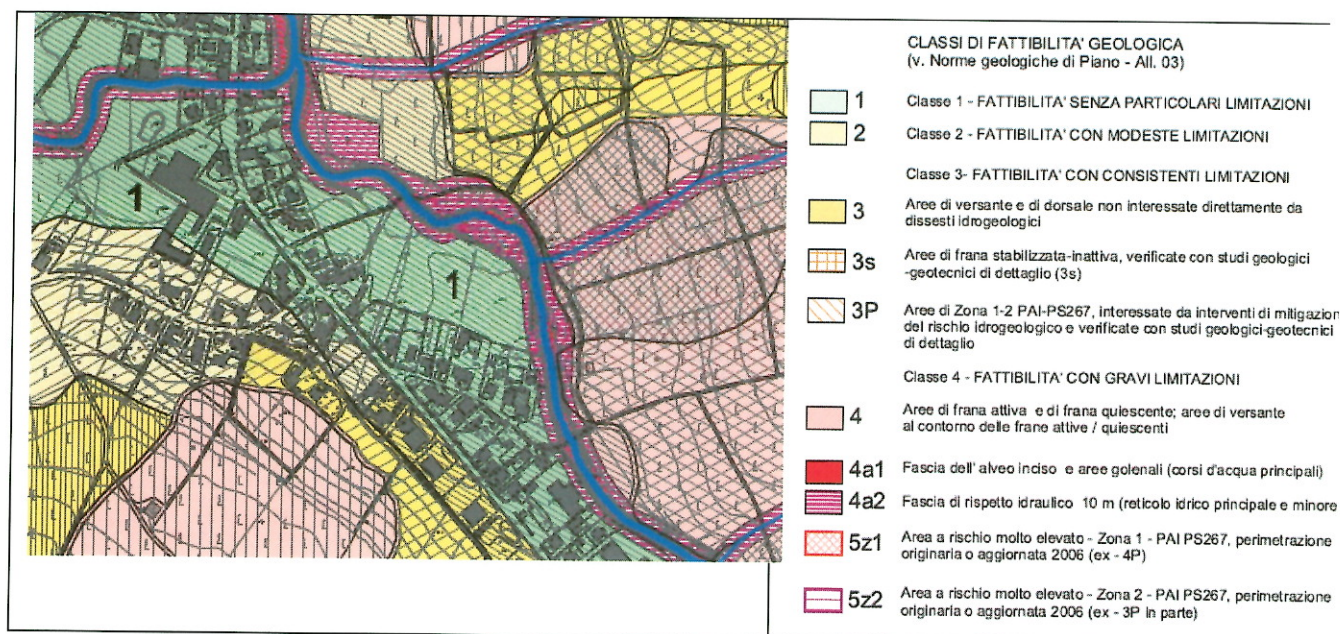 CLASSI DI FATTIBILITA' GEOLOGICA
(v. Norme geologiche di Piano - All. 03)
1 Classe 1 - FATTIBILITA' SENZA PARTICOLARI LIMITAZIONI
2 Classe 2 - FATTIBILITA' CON MODESTE LIMITAZIONI
Classe 3- FATTIBILITA' CON CONSISTENTI LIMITAZIONI
3 Aree di versante e di dorsale non interessate direttamente da
dissesti idrogeologici
3s Aree di frana stabilizzata-inattiva, verificate con studi geologici
-geotecnici di dettaglio (3s)
3P Aree di Zona 1-2 PAI-PS267, interessate da interventi di mitigazion
del rischio idrogeologico e verificate con studi geologici-geotecnici
di dettaglio
Classe 4 - FATTIBILITA' CON GRAVI LIMITAZIONI
4 Aree di frana attiva e di frana quiescente; aree di versante
al contorno delle frane attive / quiescenti
4a1 Fascia dell' alveo inciso e aree golenali (corsi d'acqua principali)
4a2 Fascia di rispetto idraulico 10 m (reticolo idrico principale e minore
5z1 Area a rischio molto elevato - Zona 1 - PAI PS267, perimetrazione
originaria o aggiornata 2006 (ex - 4P)
5z2 Area a rischio molto elevato - Zona 2 - PAI PS267, perimetrazione
originaria o aggiornata 2006 (ex - 3P in parte)
1
1